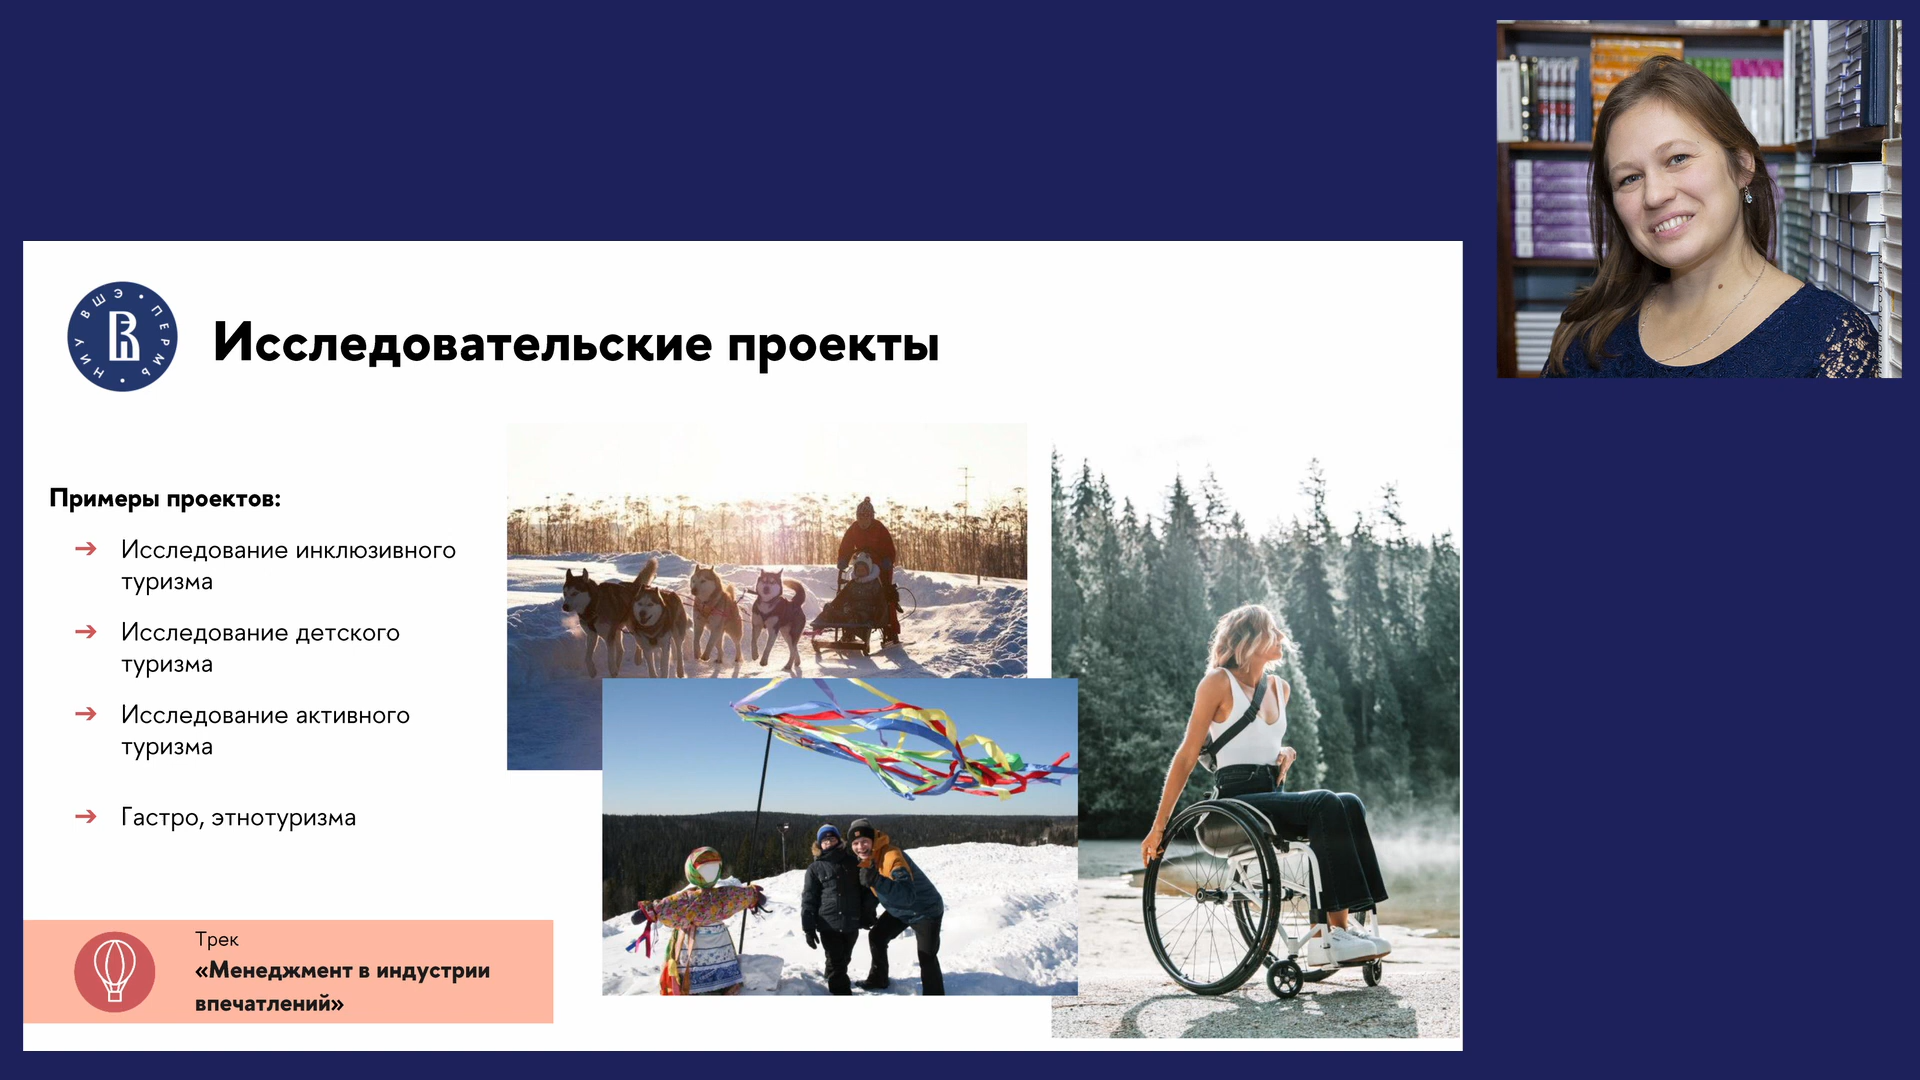 НИУ ВШЭ • ПЕРМЬ •
Исследовательские проекты
Примеры проектов:
➔ Исследование инклюзивного
туризма
➔ Исследование детского
туризма
➔ Исследование активного
туризма
➔ Гастро, этнотуризма
Трек
«Менеджмент в индустрии
впечатлений»